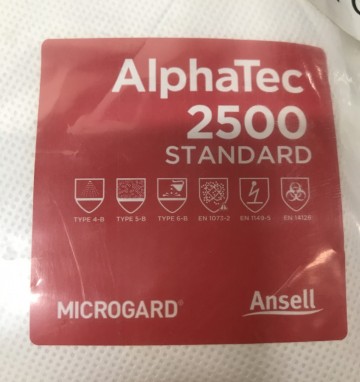 AlphaTec
2500
STANDARD
TYPE 4-B TYPE 5-B TYPE 6-B EN 1073-2 EN 1149-5 EN 14126
MICROGARD®
Ansell